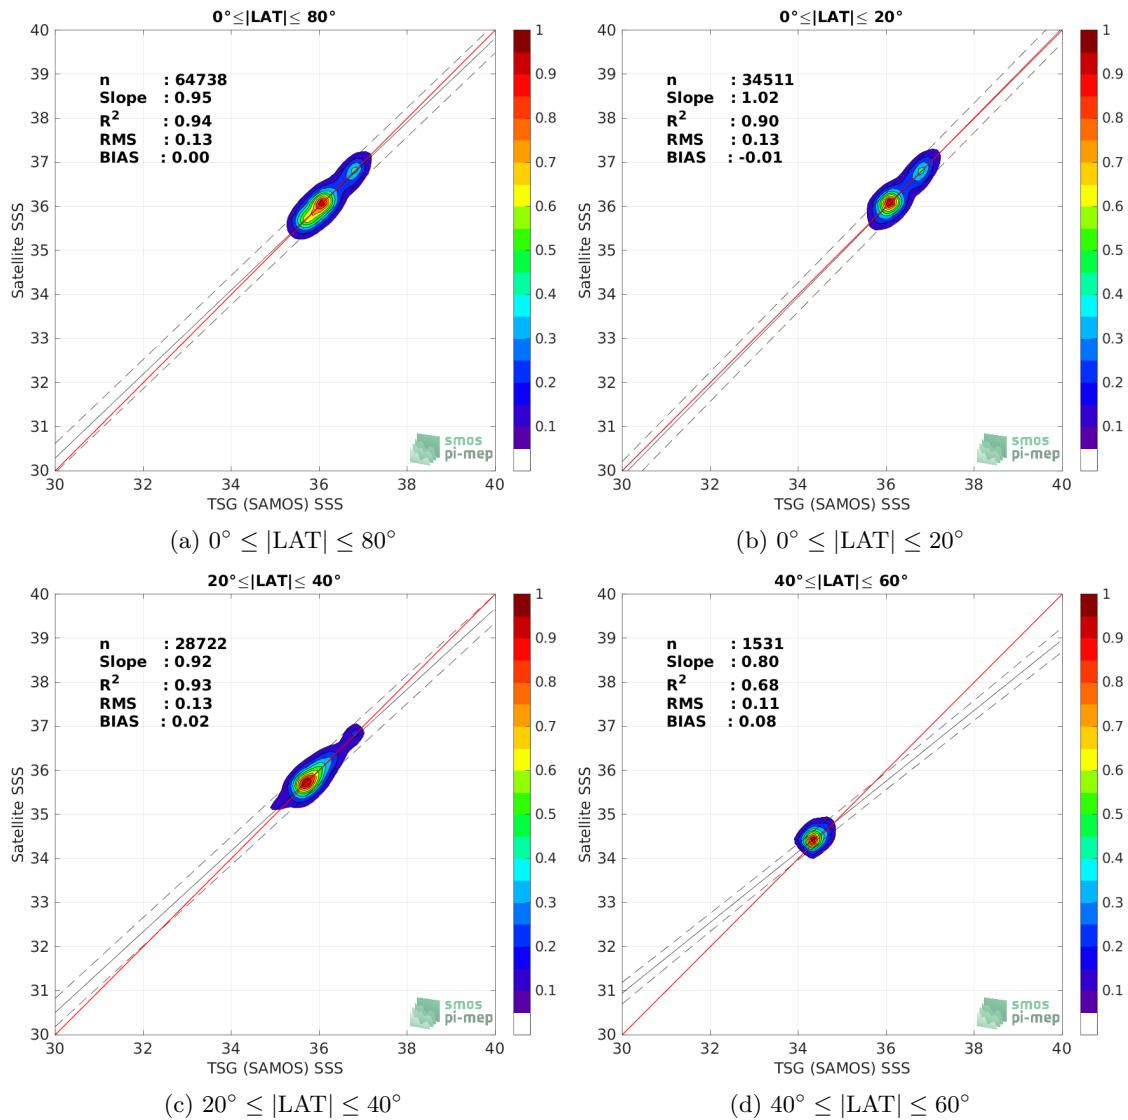 0°≤|LAT|≤ 80°
Satellite SSS
40
39
38
37
36
35
34
33
32
31
30
n : 64738
Slope : 0.95
R2 : 0.94
RMS : 0.13
BIAS : 0.00
smos
pi-mep
30 32 34 36 38 40
TSG (SAMOS) SSS
1
0.9
0.8
0.7
0.6
0.5
0.4
0.3
0.2
0.1
(a) 0° ≤ |LAT| ≤ 80°
0°≤|LAT|≤ 20°
Satellite SSS
40
39
38
37
36
35
34
33
32
31
30
n : 34511
Slope : 1.02
R2 : 0.90
RMS : 0.13
BIAS : -0.01
smos
pi-mep
30 32 34 36 38 40
TSG (SAMOS) SSS
1
0.9
0.8
0.7
0.6
0.5
0.4
0.3
0.2
0.1
(b) 0° ≤ |LAT| ≤ 20°
20°≤|LAT|≤ 40°
Satellite SSS
40
39
38
37
36
35
34
33
32
31
30
n : 28722
Slope : 0.92
R2 : 0.93
RMS : 0.13
BIAS : 0.02
smos
pi-mep
30 32 34 36 38 40
TSG (SAMOS) SSS
1
0.9
0.8
0.7
0.6
0.5
0.4
0.3
0.2
0.1
(c) 20° ≤ |LAT| ≤ 40°
40°≤|LAT|≤ 60°
Satellite SSS
40
39
38
37
36
35
34
33
32
31
30
n : 1531
Slope : 0.80
R2 : 0.68
RMS : 0.11
BIAS : 0.08
smos
pi-mep
30 32 34 36 38 40
TSG (SAMOS) SSS
1
0.9
0.8
0.7
0.6
0.5
0.4
0.3
0.2
0.1
(d) 40° ≤ |LAT| ≤ 60°